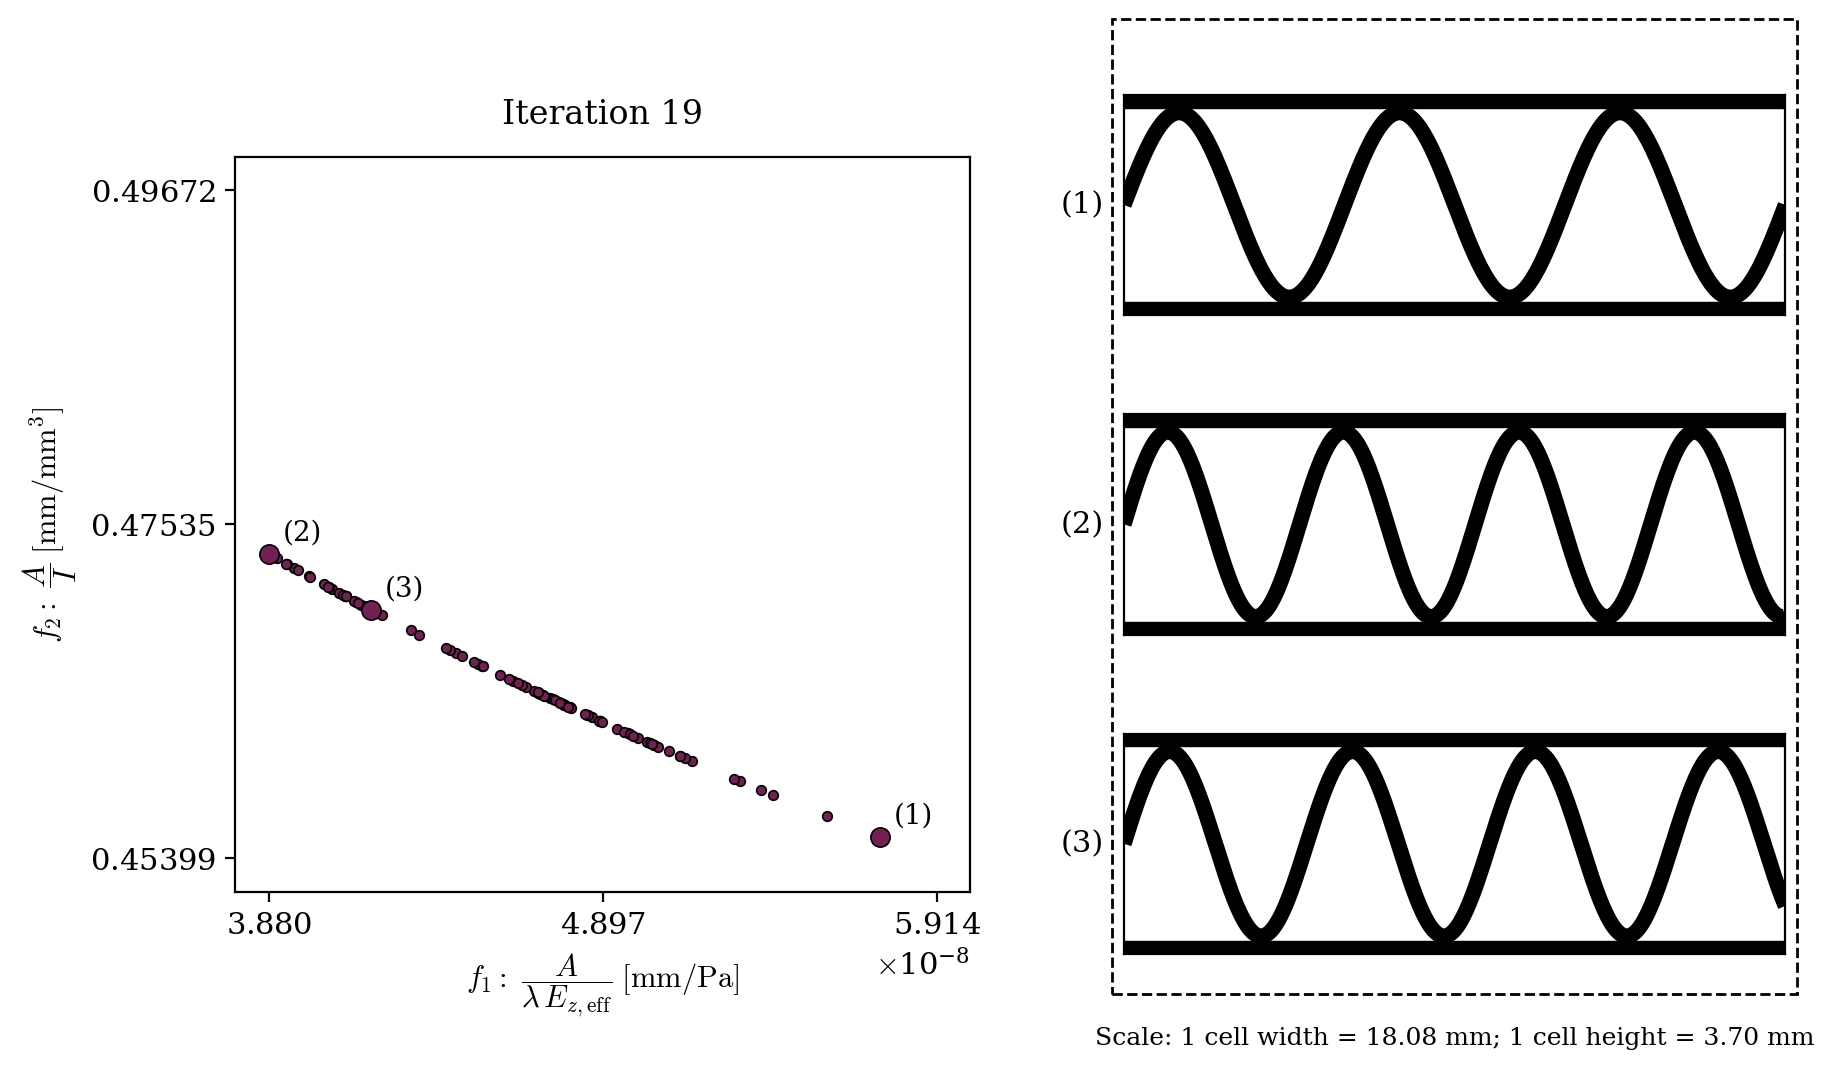 Iteration 19
0.49672
0.47535
0.45399
f₂: A/I [mm/mm³]
(2)
(3)
(1)
3.880 4.897 5.914
×10⁻⁸
f₁: A/(λ E_z,eff) [mm/Pa]
(1)
(2)
(3)
Scale: 1 cell width = 18.08 mm; 1 cell height = 3.70 mm